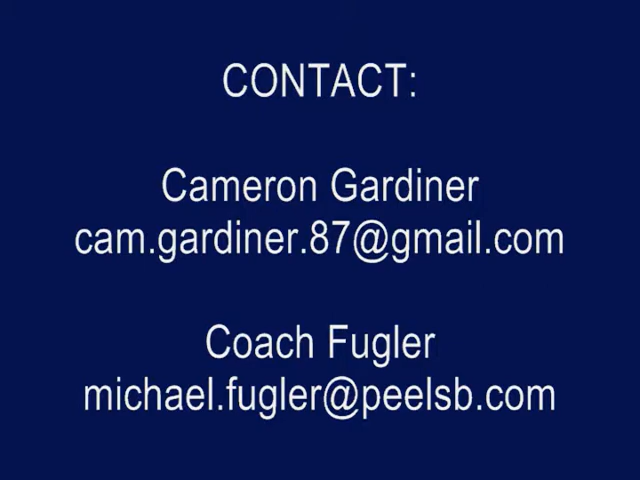 CONTACT:
Cameron Gardiner
cam.gardiner.87@gmail.com
Coach Fugler
michael.fugler@peelsb.com